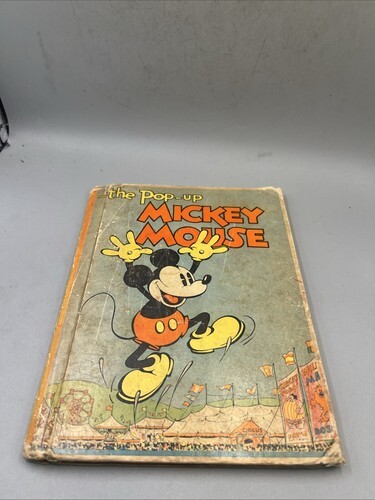 the Pop-up
MICKEY
MOUSE
CIRCUS